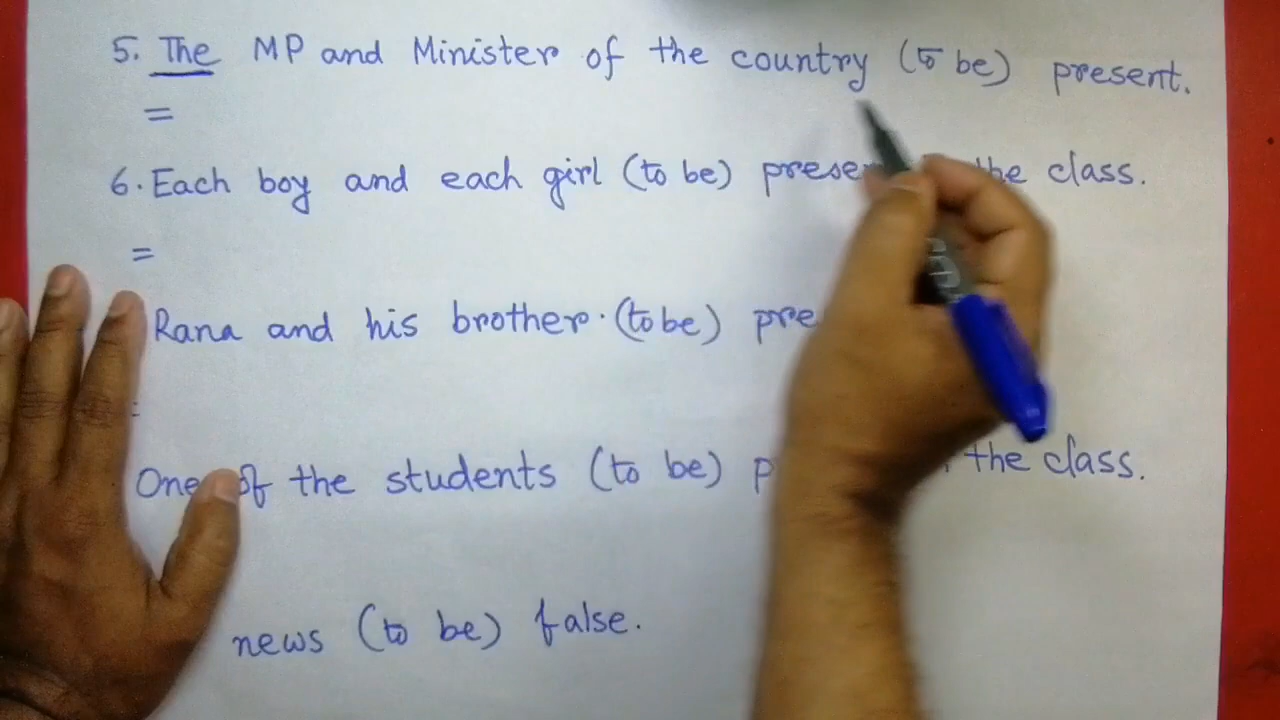 5. The MP and Minister of the country (to be) present.
=
6. Each boy and each girl (to be) the class.
=
Rana and his brother. (to be)
One of the students (to be) the class.
news (to be) false.